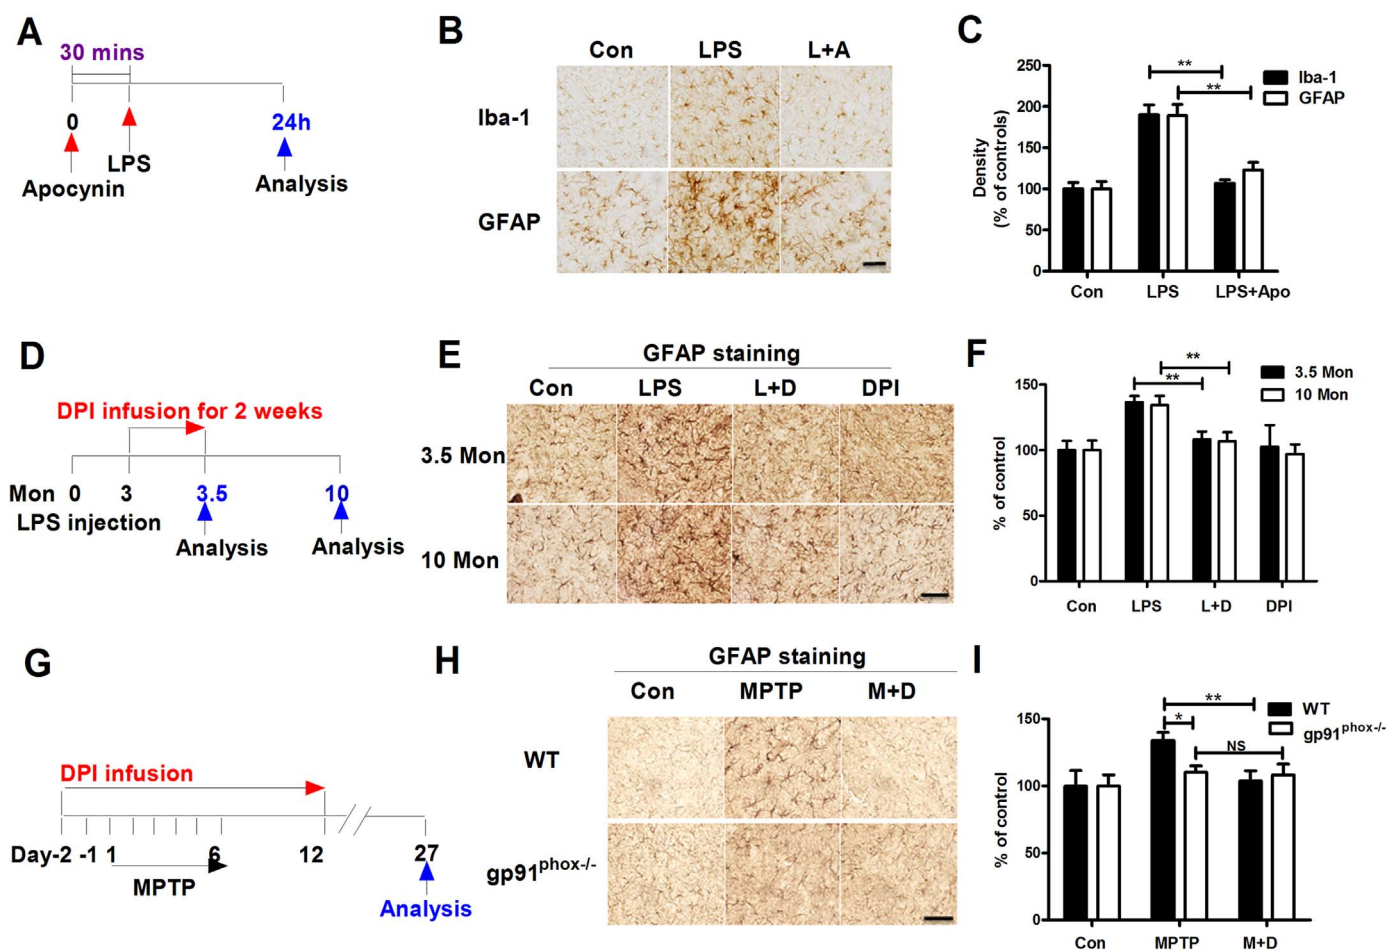 A
30 mins
0
24h
LPS
Apocynin
Analysis
B
Con LPS L+A
Iba-1
GFAP
C
250
200
150
100
50
0
Density
(% of controls)
**
**
Iba-1
GFAP
Con LPS LPS+Apo
D
DPI infusion for 2 weeks
Mon 0 3 3.5 10
LPS injection
Analysis
Analysis
E
GFAP staining
Con LPS L+D DPI
3.5 Mon
10 Mon
F
150
100
50
0
% of control
**
**
3.5 Mon
10 Mon
Con LPS L+D DPI
G
DPI infusion
Day-2 -1 1 6 12 27
MPTP
Analysis
H
GFAP staining
Con MPTP M+D
WT
gp91phox-/-
I
150
100
50
0
% of control
**
*
NS
WT
gp91phox-/-
Con MPTP M+D